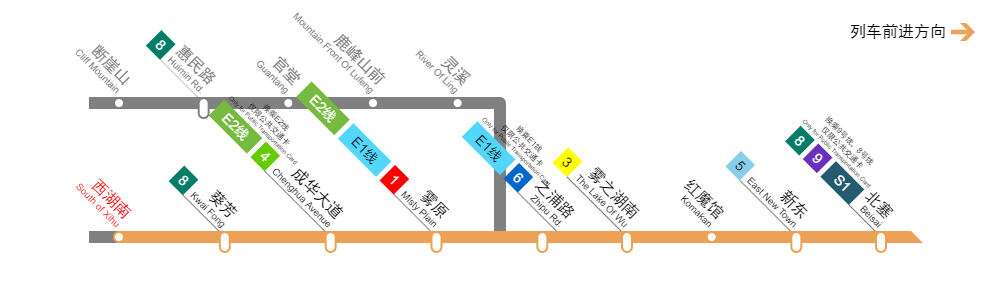 列车前进方向
断崖山
Cliff Mountain
8
惠民路
Huimin Rd.
官堂
Guantang
鹿峰山前
Mountain Front Of Lufeng
灵溪
River Of Ling
西湖南
South of Xihu
8
葵芳
Kwai Fong
换乘E2线
仅限公共交通卡
Only for Public Transportation Card
E2线
4
成华大道
Chenghua Avenue
E2线
E1线
1
雾原
Misty Plain
换乘E1线
仅限公共交通卡
Only for Public Transportation Card
E1线
6
之浦路
Zhipu Rd.
3
雾之湖南
The Lake Of Wu
红魔馆
Komakan
5
新东
East New Town
换乘9号线、8号线
仅限公共交通卡
Only for Public Transportation Card
8
9
S1
北塞
Beisai